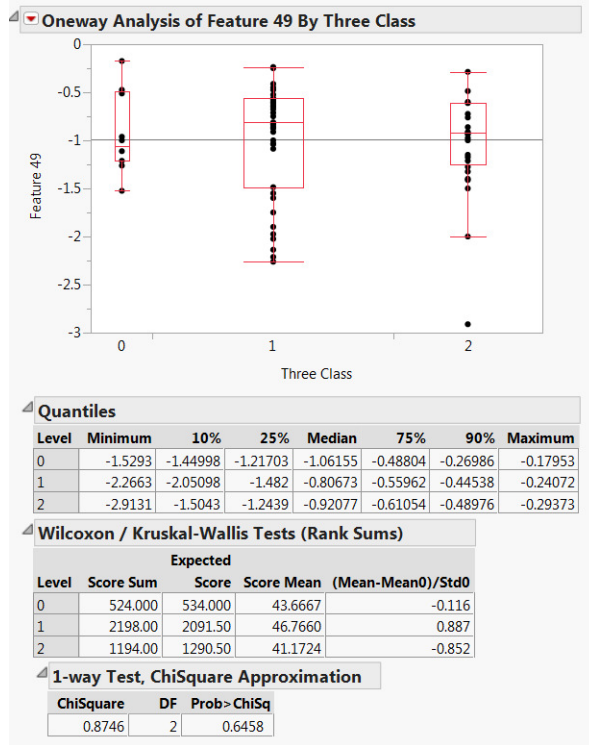 Oneway Analysis of Feature 49 By Three Class
0
-0.5
-1
-1.5
-2
-2.5
-3
Feature 49
0 1 2
Three Class
Quantiles
Level Minimum 10% 25% Median 75% 90% Maximum
0 -1.5293 -1.44998 -1.21703 -1.06155 -0.48804 -0.26986 -0.17953
1 -2.2663 -2.05098 -1.482 -0.80673 -0.55962 -0.44538 -0.24072
2 -2.9131 -1.5043 -1.2439 -0.92077 -0.61054 -0.48976 -0.29373
Wilcoxon / Kruskal-Wallis Tests (Rank Sums)
Expected
Level Score Sum Score Score Mean (Mean-Mean0)/Std0
0 524.000 534.000 43.6667 -0.116
1 2198.00 2091.50 46.7660 0.887
2 1194.00 1290.50 41.1724 -0.852
1-way Test, ChiSquare Approximation
ChiSquare DF Prob>ChiSq
0.8746 2 0.6458